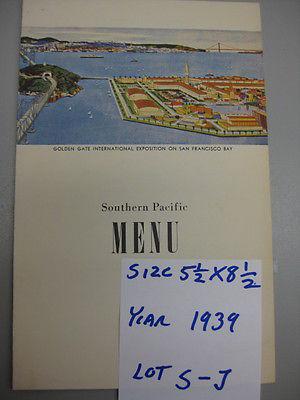 GOLDEN GATE INTERNATIONAL EXPOSITION ON SAN FRANCISCO BAY
Southern Pacific
MENU
SIZE 5 1/2 X 8 1/2
YEAR 1939
LOT S-J